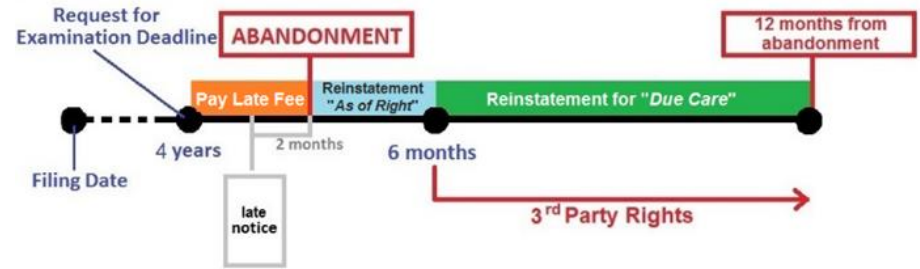 Request for
Examination Deadline
ABANDONMENT
12 months from
abandonment
Pay Late Fee
Reinstatement
"As of Right"
Reinstatement for "Due Care"
4 years
2 months
6 months
Filing Date
late
notice
3rd Party Rights